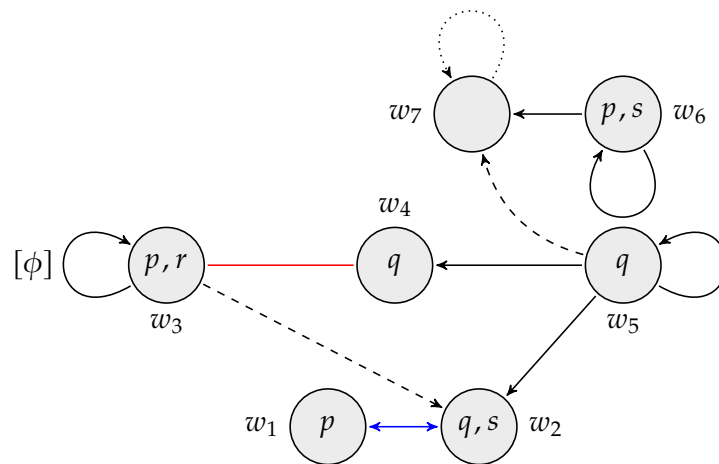 w₇
p, s
w₆
w₄
[ϕ]
p, r
q
q
w₃
w₅
w₁
p
q, s
w₂